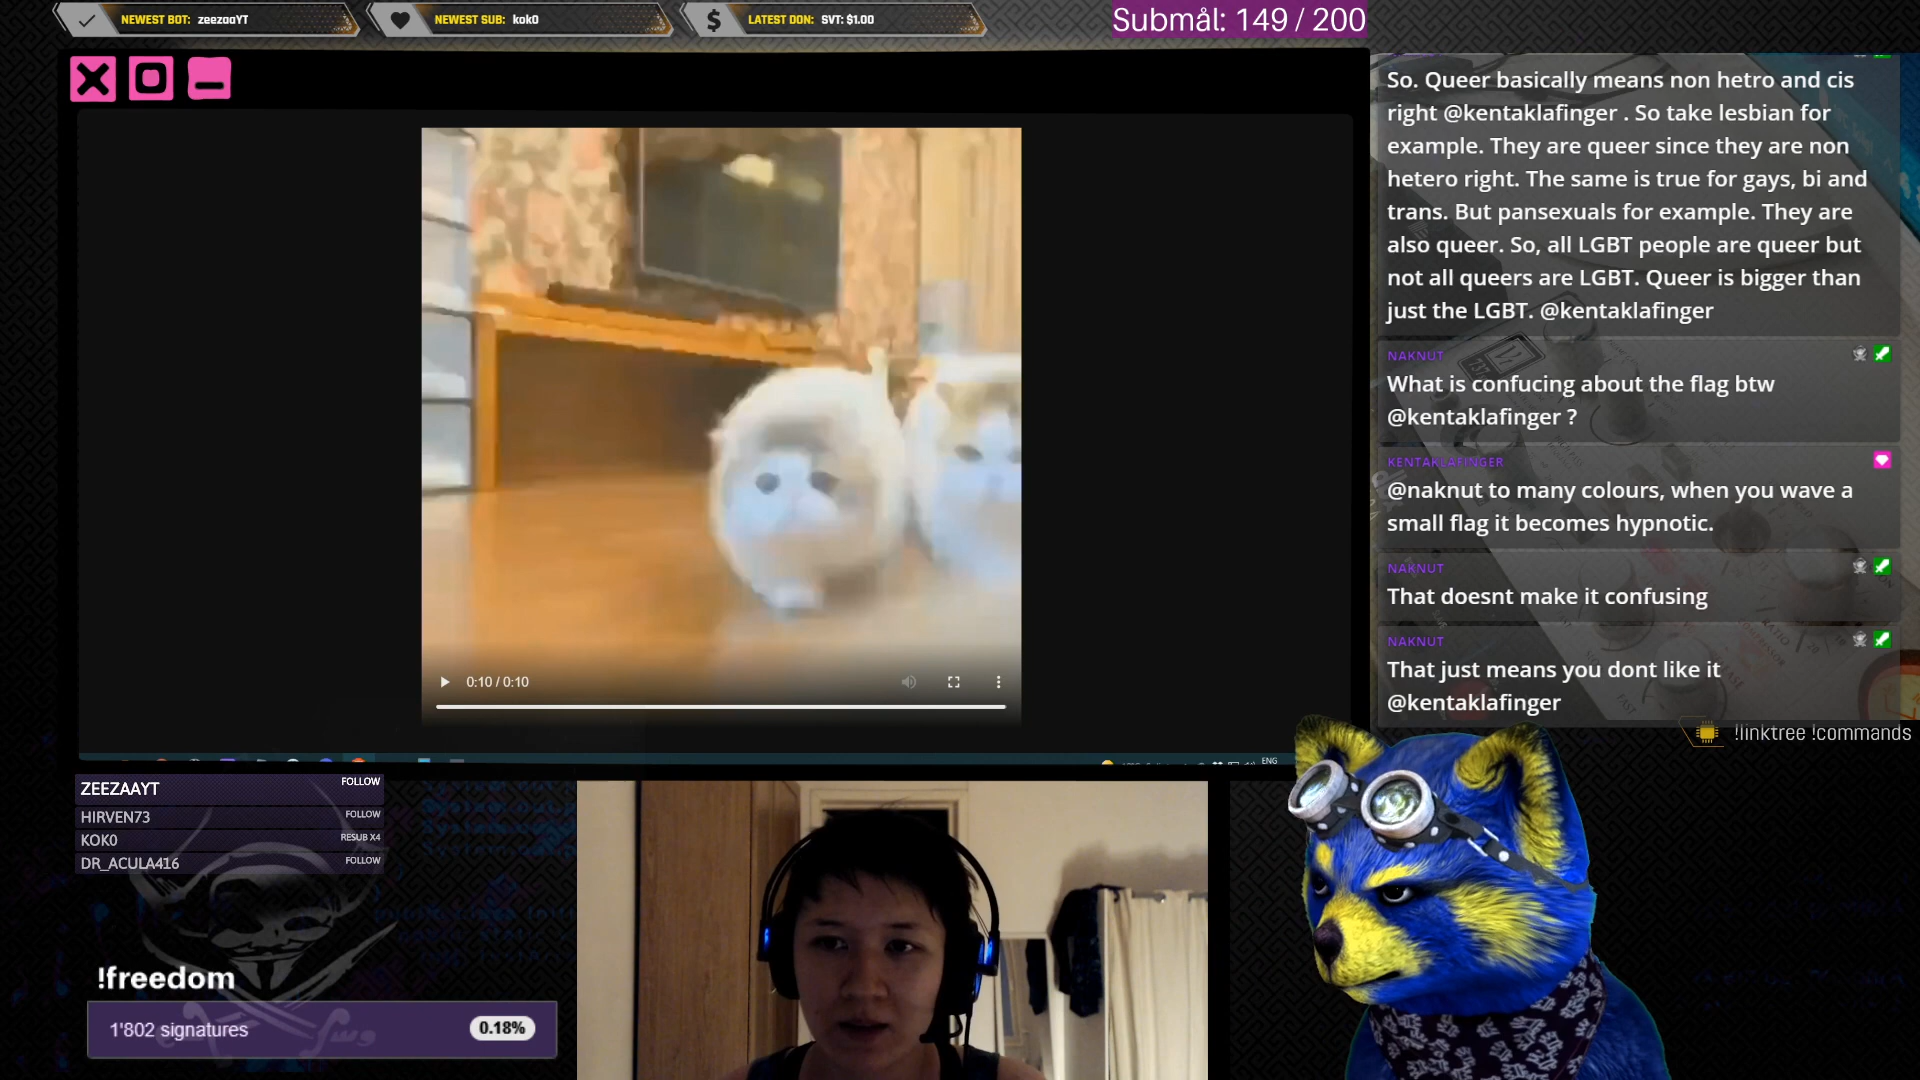 NEWEST BOT: zeezaaYT
NEWEST SUB: kok0
LATEST DON: SVT: $1.00
Submål: 149 / 200
So. Queer basically means non hetro and cis
right @kentaklafinger . So take lesbian for
example. They are queer since they are non
hetero right. The same is true for gays, bi and
trans. But pansexuals for example. They are
also queer. So, all LGBT people are queer but
not all queers are LGBT. Queer is bigger than
just the LGBT. @kentaklafinger
NAKNUT
What is confucing about the flag btw
@kentaklafinger ?
KENTAKLAFINGER
@naknut to many colours, when you wave a
small flag it becomes hypnotic.
NAKNUT
That doesnt make it confusing
NAKNUT
That just means you dont like it
@kentaklafinger
!linktree !commands
0:10 / 0:10
ENG
ZEEZAAYT FOLLOW
HIRVEN73 FOLLOW
KOK0 RESUB X4
DR_ACULA416 FOLLOW
!freedom
1'802 signatures 0.18%